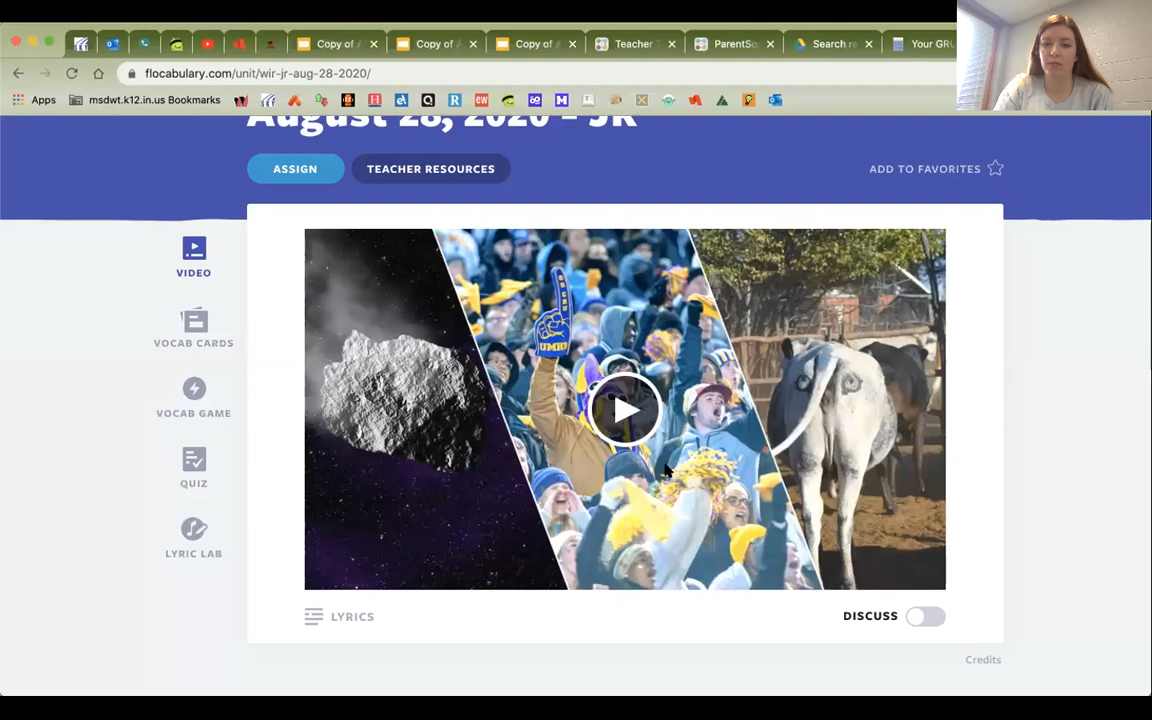 Copy of
Copy of
Copy of
Teacher T
ParentSq
Search re
Your GRU
flocabulary.com/unit/wir-jr-aug-28-2020/
Apps
msdwt.k12.in.us Bookmarks
August 28, 2020 - JR
ASSIGN
TEACHER RESOURCES
ADD TO FAVORITES
VIDEO
VOCAB CARDS
VOCAB GAME
QUIZ
LYRIC LAB
LYRICS
DISCUSS
Credits